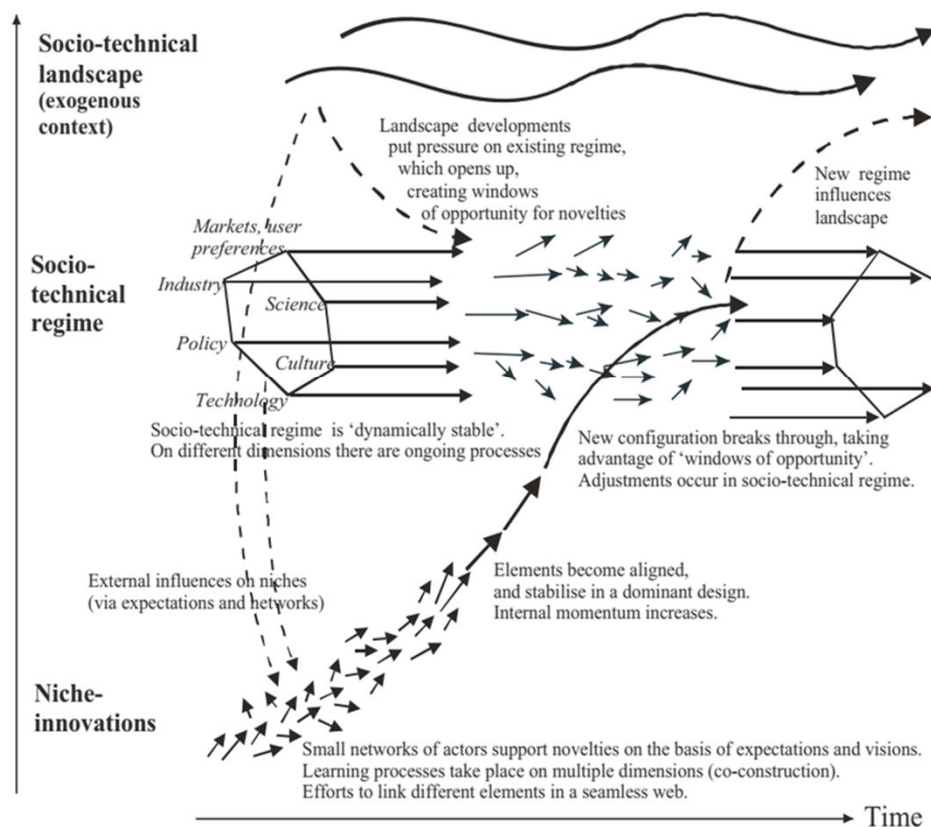 Socio-technical
landscape
(exogenous
context)
Landscape developments
put pressure on existing regime,
which opens up,
creating windows
of opportunity for novelties
New regime
influences
landscape
Markets, user
preferences
Socio-
technical
regime
Industry
Science
Policy
Culture
Technology
Socio-technical regime is ‘dynamically stable’.
On different dimensions there are ongoing processes
New configuration breaks through, taking
advantage of ‘windows of opportunity’.
Adjustments occur in socio-technical regime.
External influences on niches
(via expectations and networks)
Elements become aligned,
and stabilise in a dominant design.
Internal momentum increases.
Niche-
innovations
Small networks of actors support novelties on the basis of expectations and visions.
Learning processes take place on multiple dimensions (co-construction).
Efforts to link different elements in a seamless web.
Time